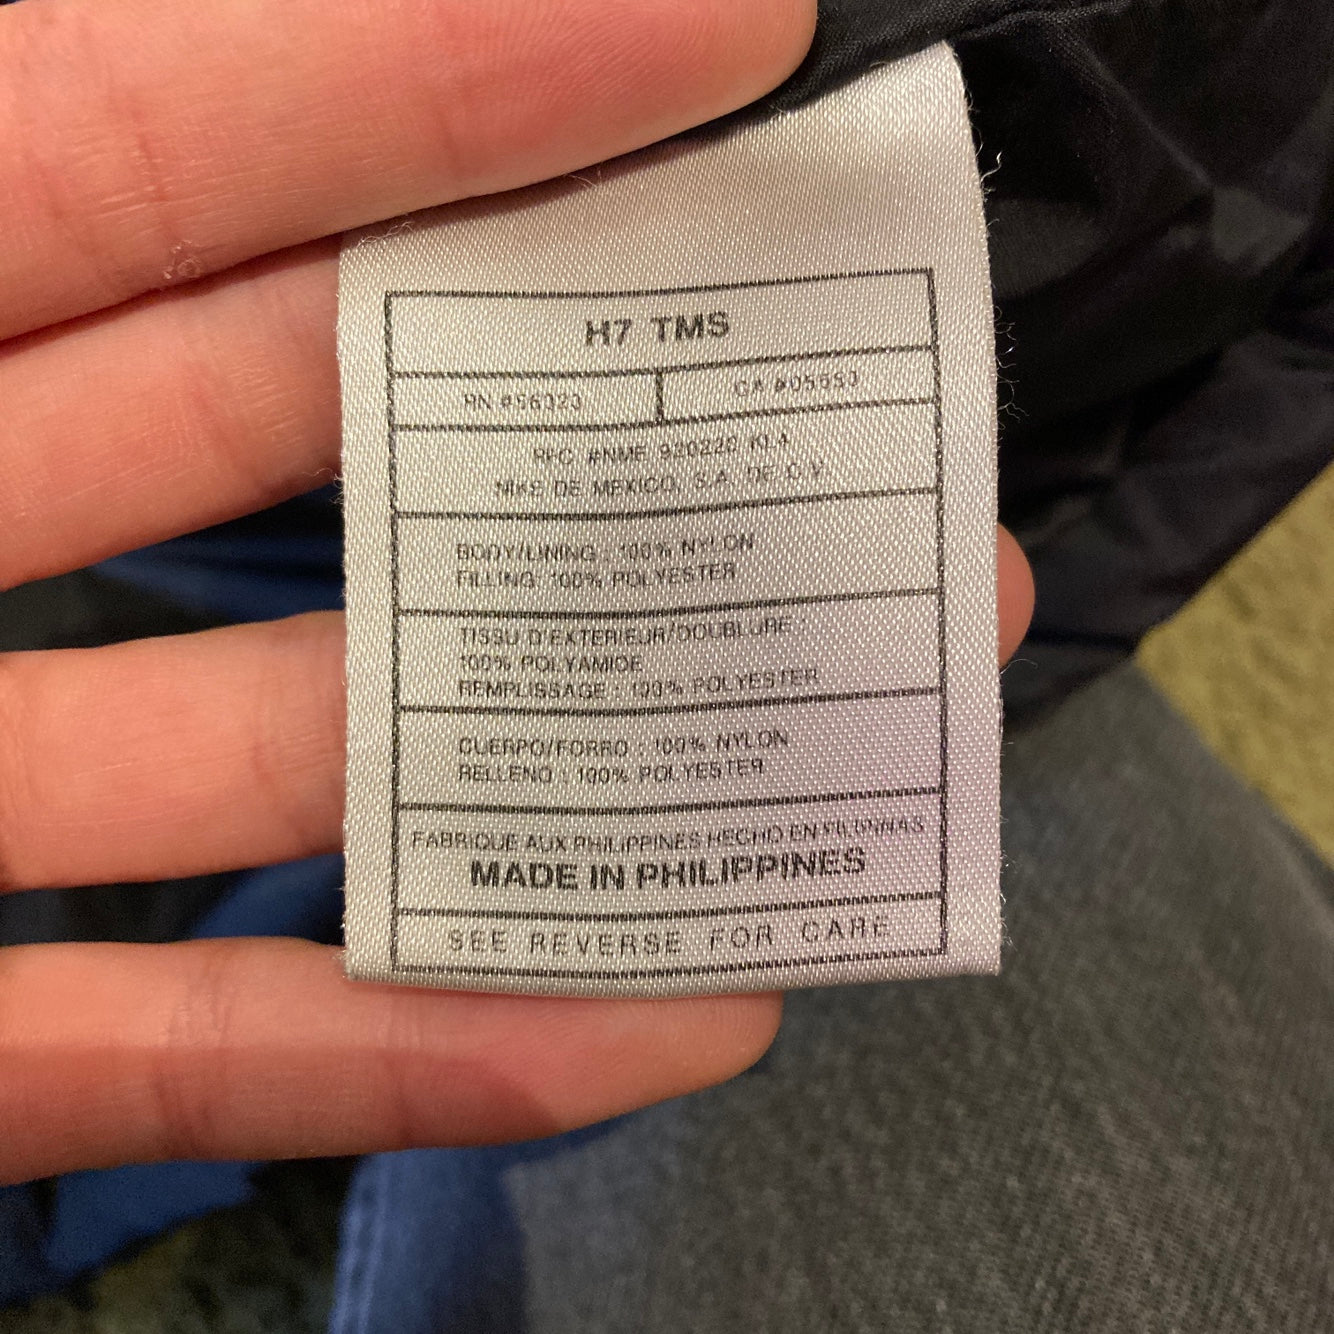 H7 TMS
RN #56323
CA #05553
RFC #NME 920220 KL4
NIKE DE MEXICO, S.A. DE C.V.
BODY/LINING : 100% NYLON
FILLING: 100% POLYESTER
TISSU D'EXTERIEUR/DOUBLURE :
100% POLYAMIDE
REMPLISSAGE : 100% POLYESTER
CUERPO/FORRO : 100% NYLON
RELLENO : 100% POLYESTER
FABRIQUE AUX PHILIPPINES HECHO EN FILIPINAS
MADE IN PHILIPPINES
SEE REVERSE FOR CARE